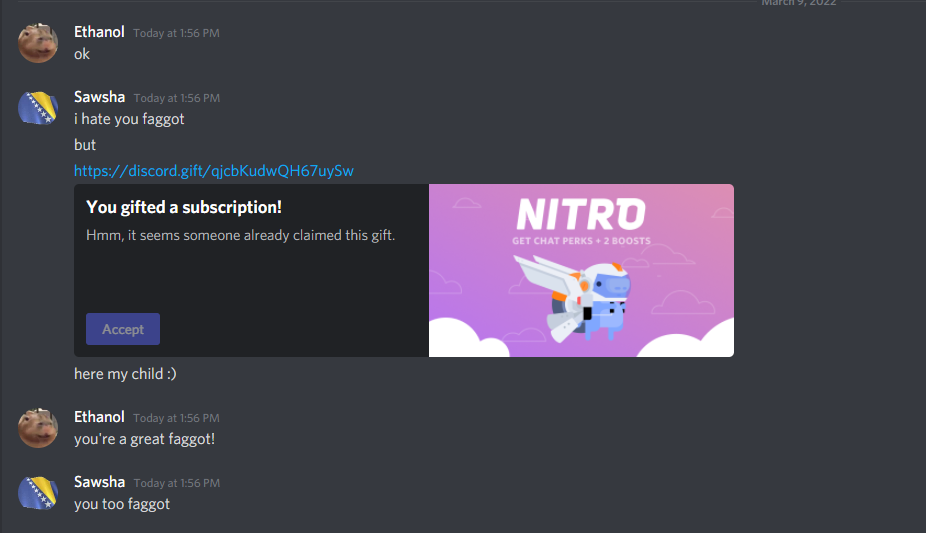 March 9, 2022
Ethanol Today at 1:56 PM
ok
Sawsha Today at 1:56 PM
i hate you faggot
but
https://discord.gift/qjcbKudwQH67uySw
You gifted a subscription!
Hmm, it seems someone already claimed this gift.
Accept
NITRO
GET CHAT PERKS + 2 BOOSTS
here my child :)
Ethanol Today at 1:56 PM
you're a great faggot!
Sawsha Today at 1:56 PM
you too faggot